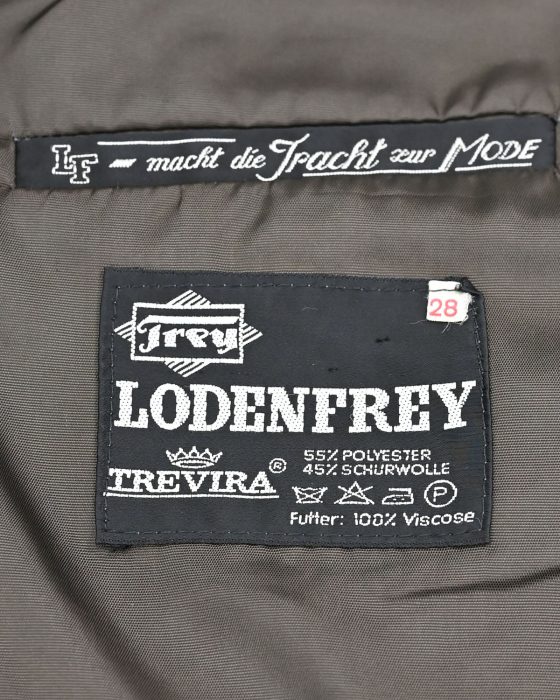 LF - macht die Tracht zur MODE
28
Frey
LODENFREY
TREVIRA ®
55% POLYESTER
45% SCHURWOLLE
P
Futter: 100% Viscose